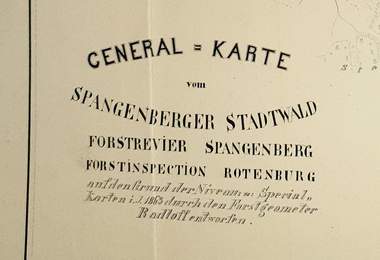 GENERAL = KARTE
vom
SPANGENBERGER STADTWALD
FORSTREVIER SPANGENBERG
FORSTINSPECTION ROTENBURG
auf den Grund der Niveau u: Special„
Karten i. J. 1863 durch den Forstgeometer
Radloff entworfen.